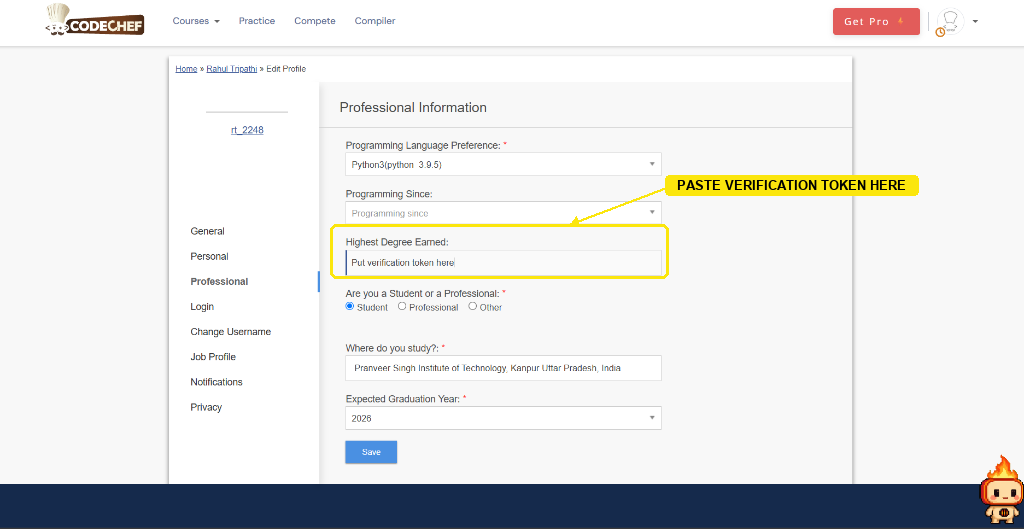 CODECHEF
Courses Practice Compete Compiler
Get Pro
Home » Rahul Tripathi » Edit Profile
rt_2248
General
Personal
Professional
Login
Change Username
Job Profile
Notifications
Privacy
Professional Information
Programming Language Preference: *
Python3(python 3.9.5)
Programming Since:
Programming since
PASTE VERIFICATION TOKEN HERE
Highest Degree Earned:
Put verification token here
Are you a Student or a Professional: *
Student Professional Other
Where do you study?: *
Pranveer Singh Institute of Technology, Kanpur Uttar Pradesh, India
Expected Graduation Year: *
2026
Save